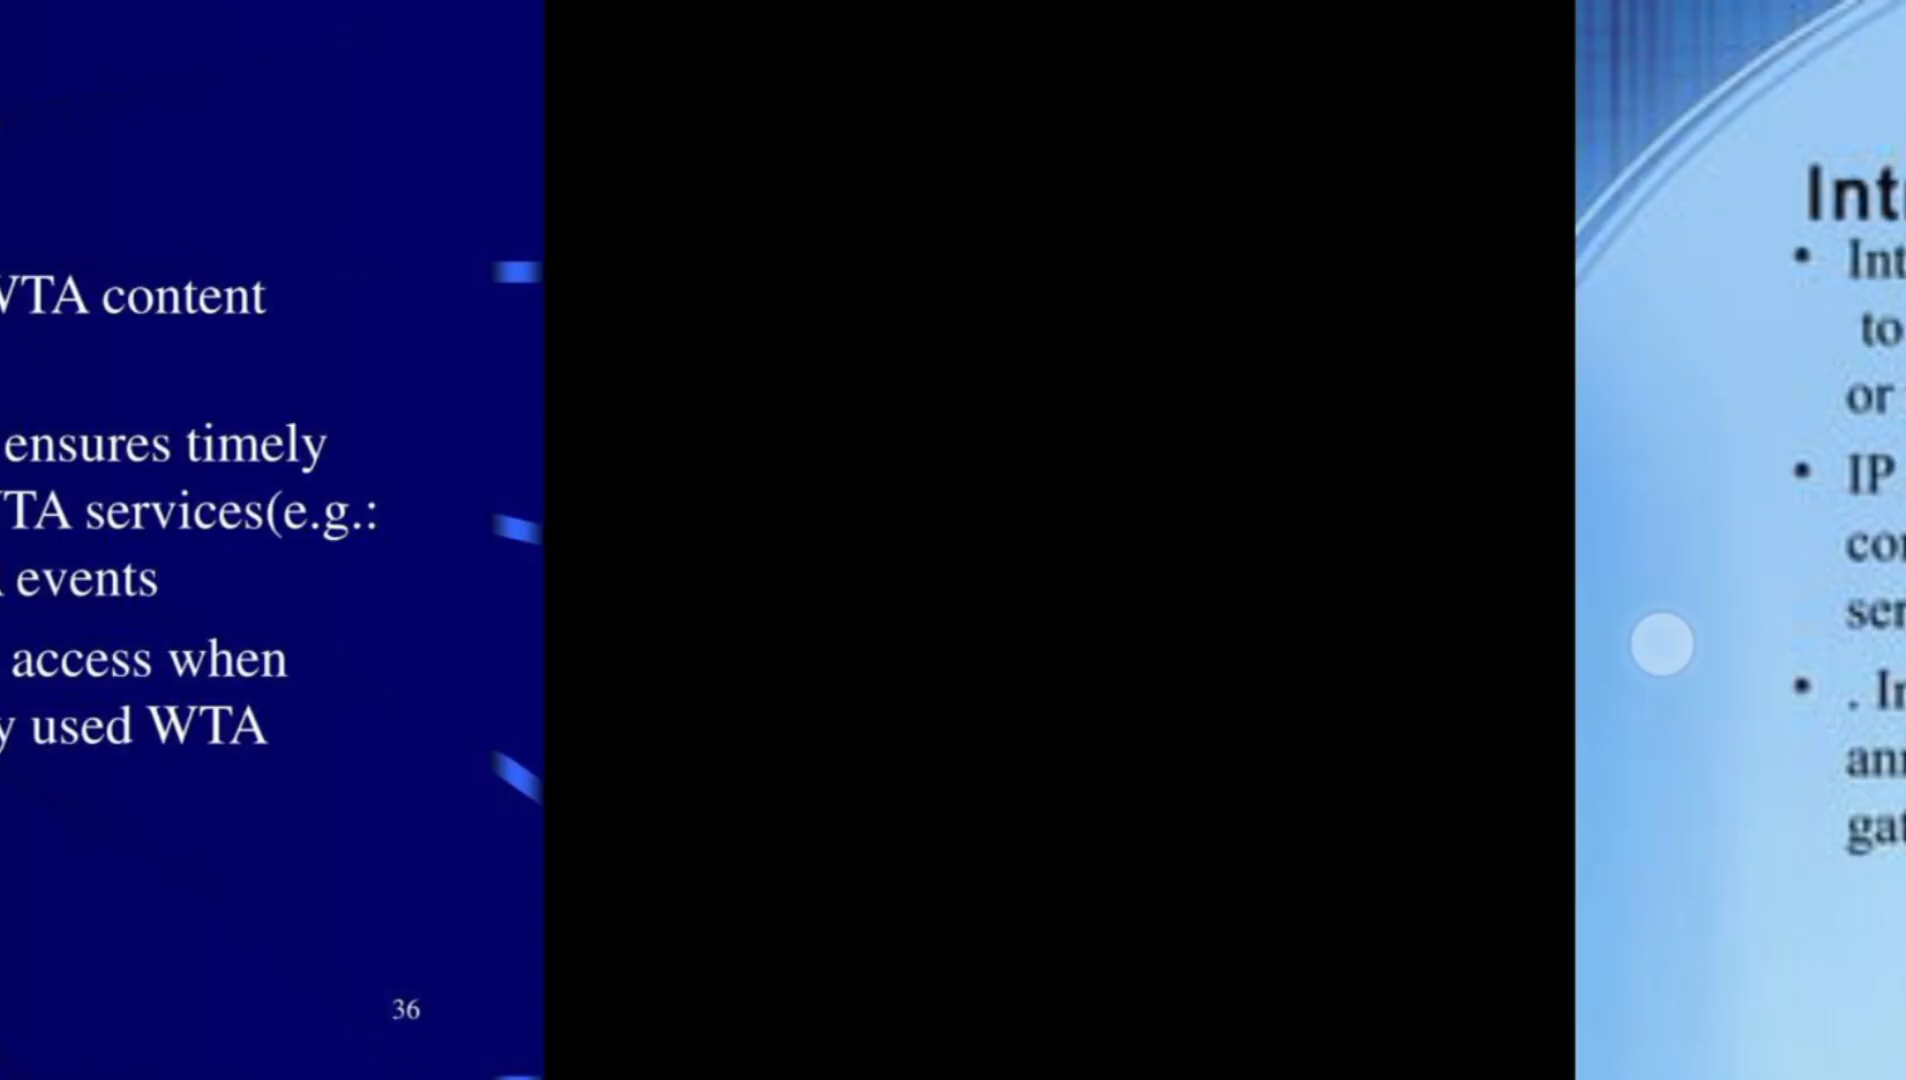 WTA content
ensures timely
WTA services(e.g.:
events
access when
y used WTA
36
Int
• Int
to
or
• IP
con
ser
• . In
ann
gat